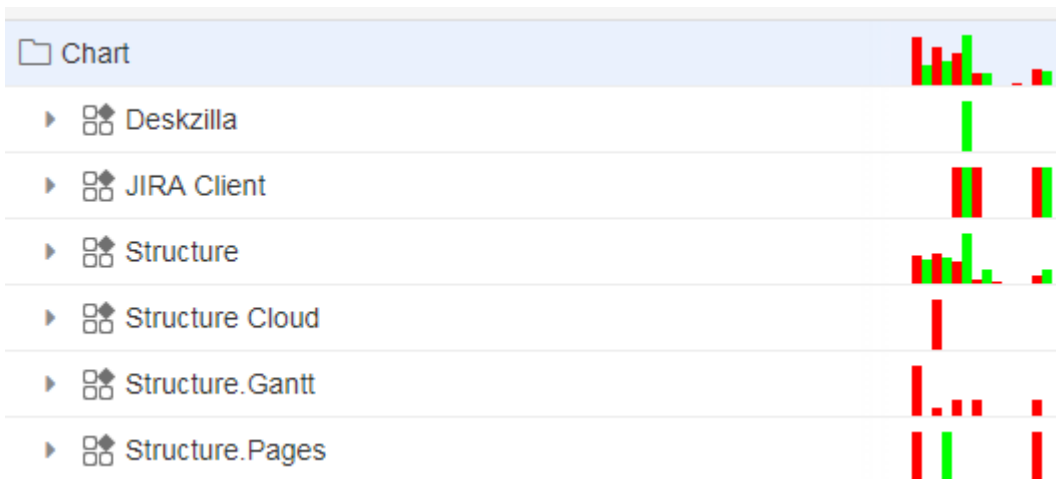 Chart
Deskzilla
JIRA Client
Structure
Structure Cloud
Structure.Gantt
Structure.Pages